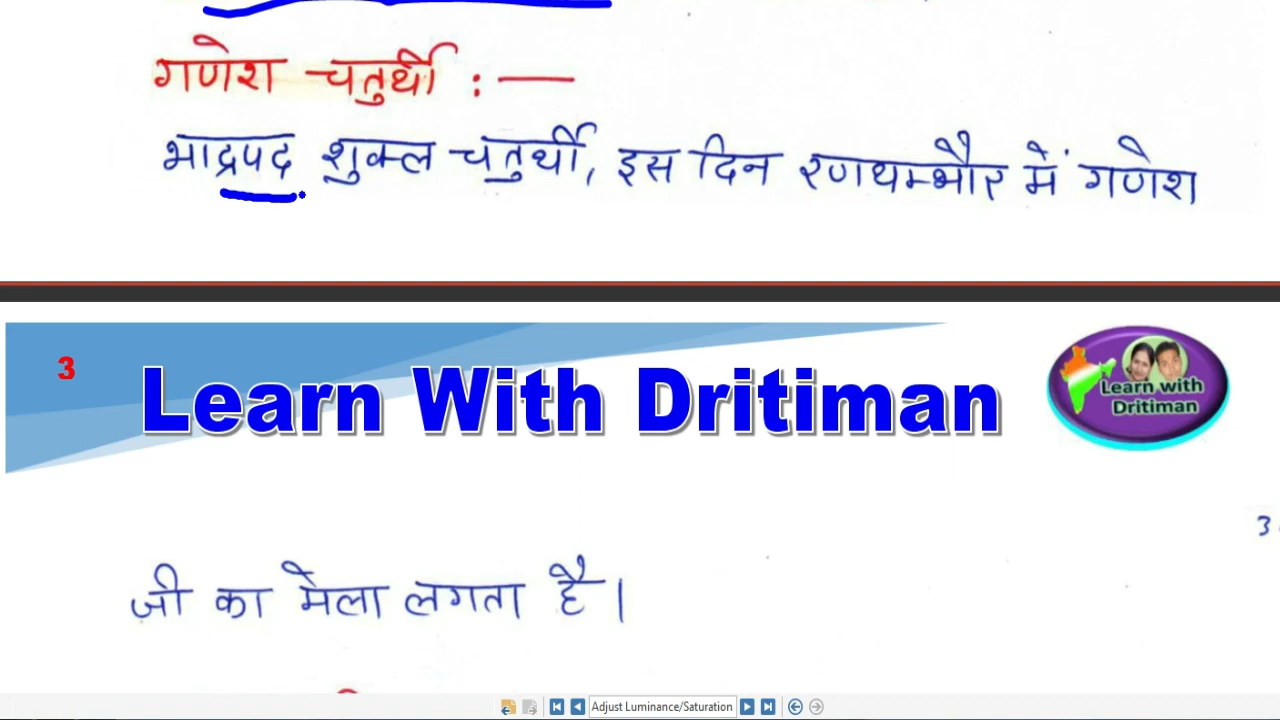 गणेश चतुर्थी : —
भाद्रपद शुक्ल चतुर्थी, इस दिन रणथम्भौर में गणेश
3
Learn With Dritiman
Learn with
Dritiman
3
जी का मेला लगता है।
Adjust Luminance/Saturation